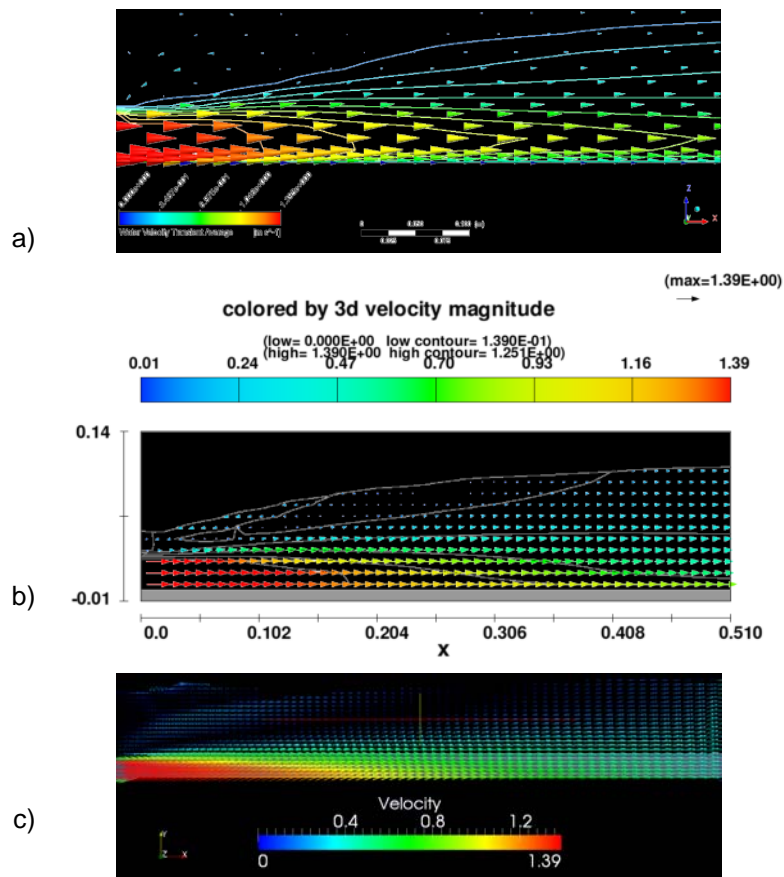 Water Velocity Transient Average [m s^-1]
Z
X
a)
(max=1.39E+00)
colored by 3d velocity magnitude
(low= 0.000E+00 low contour= 1.390E-01)
(high= 1.390E+00 high contour= 1.251E+00)
0.01 0.24 0.47 0.70 0.93 1.16 1.39
0.14
b)
-0.01
0.0 0.102 0.204 0.306 0.408 0.510
x
c)
Velocity
0.4 0.8 1.2
0 1.39
Y
Z X